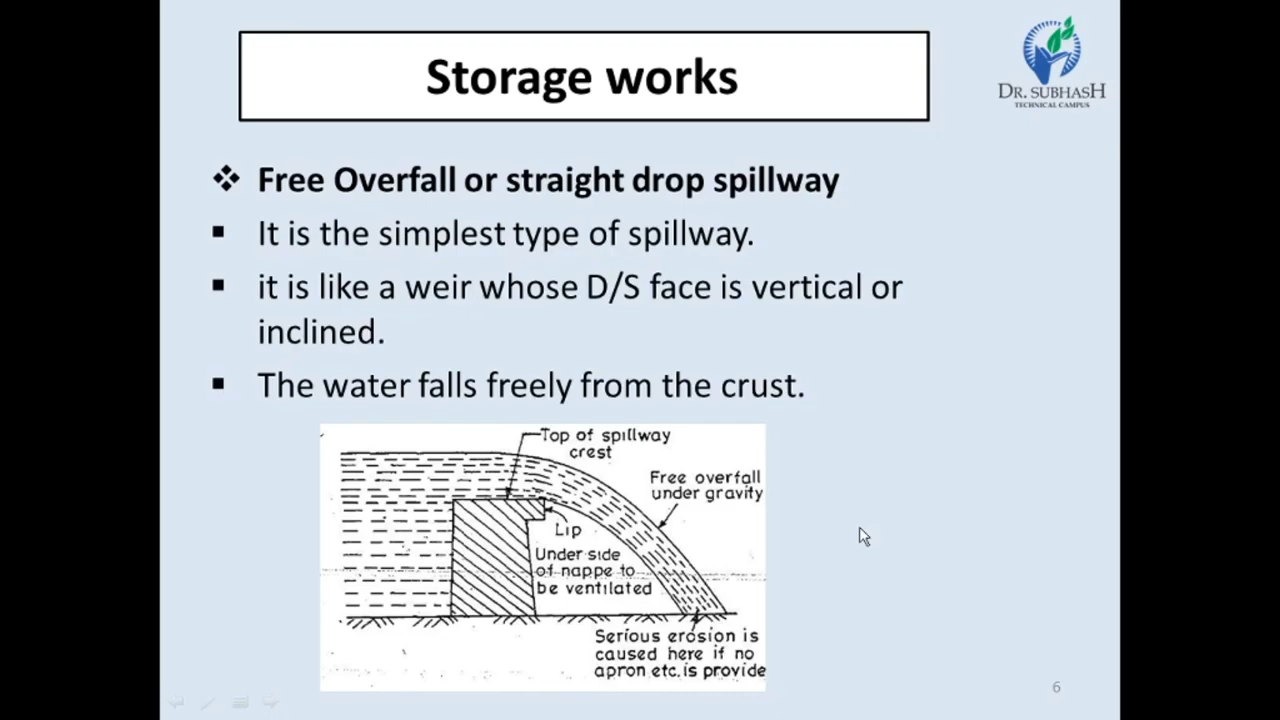 Storage works
DR. SUBHASH
TECHNICAL CAMPUS
❖ Free Overfall or straight drop spillway
▪ It is the simplest type of spillway.
▪ it is like a weir whose D/S face is vertical or
inclined.
▪ The water falls freely from the crust.
Top of spillway
crest
Free overfall
under gravity
Lip
Under side
of nappe to
be ventilated
Serious erosion is
caused here if no
apron etc. is provide
6